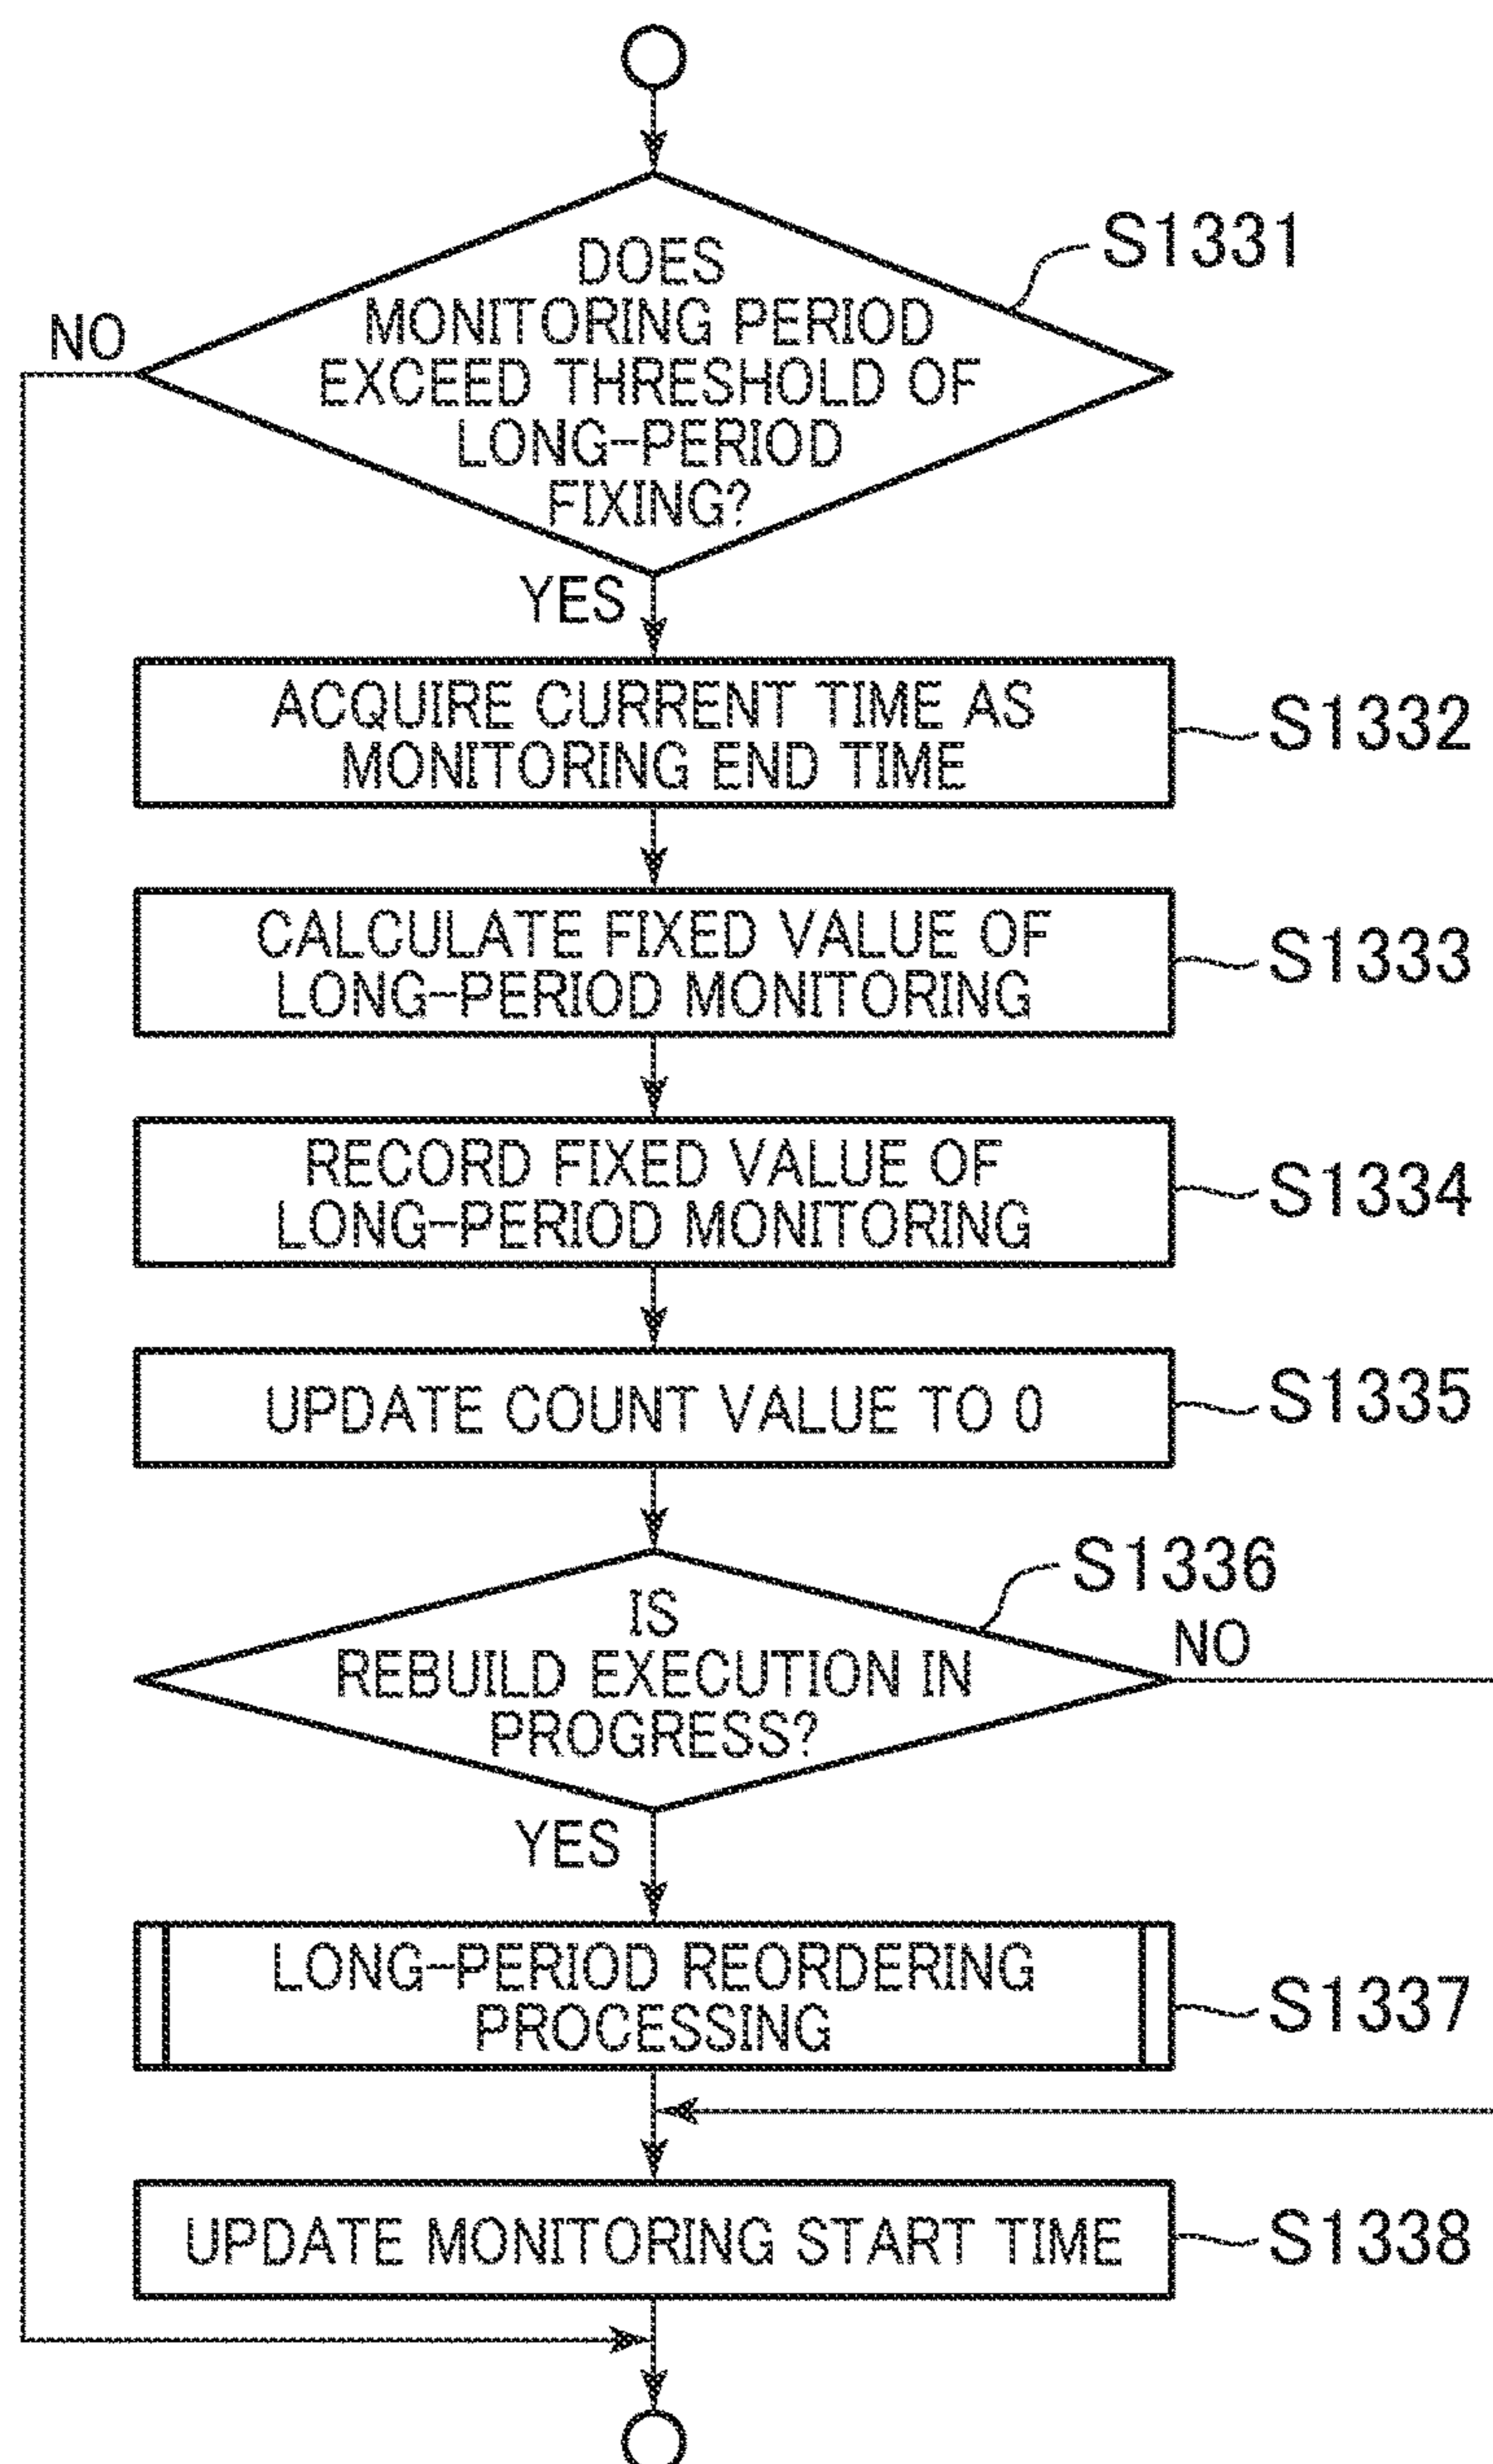 DOES
MONITORING PERIOD
EXCEED THRESHOLD OF
LONG-PERIOD
FIXING?
S1331
NO
YES
ACQUIRE CURRENT TIME AS
MONITORING END TIME
S1332
CALCULATE FIXED VALUE OF
LONG-PERIOD MONITORING
S1333
RECORD FIXED VALUE OF
LONG-PERIOD MONITORING
S1334
UPDATE COUNT VALUE TO 0
S1335
IS
REBUILD EXECUTION IN
PROGRESS?
S1336
NO
YES
LONG-PERIOD REORDERING
PROCESSING
S1337
UPDATE MONITORING START TIME
S1338